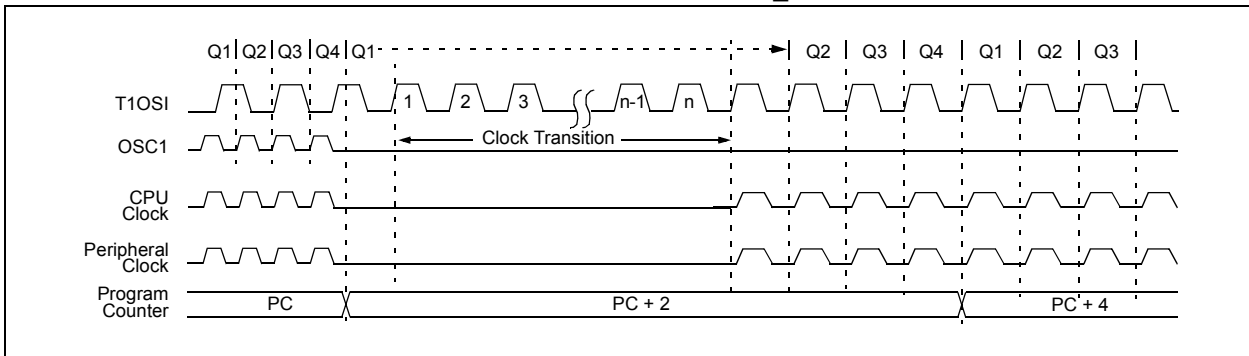 Q1 Q2 Q3 Q4 Q1 Q2 Q3 Q4 Q1 Q2 Q3
T1OSI 1 2 3 n-1 n
OSC1 Clock Transition
CPU
Clock
Peripheral
Clock
Program
Counter
PC PC + 2 PC + 4